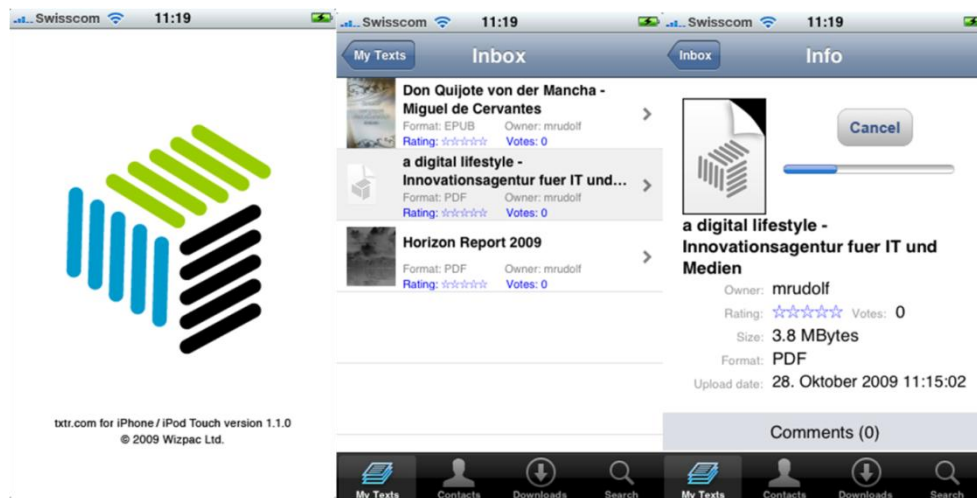 Swisscom 11:19
txtr.com for iPhone / iPod Touch version 1.1.0
© 2009 Wizpac Ltd.
Swisscom 11:19
My Texts Inbox
Don Quijote von der Mancha -
Miguel de Cervantes
Format: EPUB Owner: mrudolf
Rating: ☆☆☆☆☆ Votes: 0
a digital lifestyle -
Innovationsagentur fuer IT und...
Format: PDF Owner: mrudolf
Rating: ☆☆☆☆☆ Votes: 0
Horizon Report 2009
Format: PDF Owner: mrudolf
Rating: ☆☆☆☆☆ Votes: 0
My Texts Contacts Downloads Search
Swisscom 11:19
Inbox Info
Cancel
a digital lifestyle -
Innovationsagentur fuer IT und
Medien
Owner: mrudolf
Rating: ☆☆☆☆☆ Votes: 0
Size: 3.8 MBytes
Format: PDF
Upload date: 28. Oktober 2009 11:15:02
Comments (0)
My Texts Contacts Downloads Search